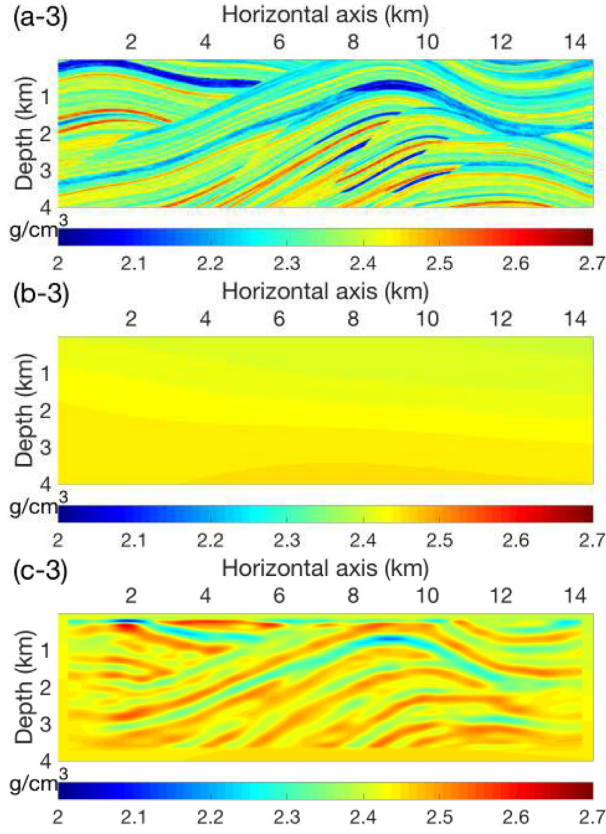 (a-3)
Horizontal axis (km)
2 4 6 8 10 12 14
Depth (km)
1
2
3
4
g/cm3
2 2.1 2.2 2.3 2.4 2.5 2.6 2.7
(b-3)
Horizontal axis (km)
2 4 6 8 10 12 14
Depth (km)
1
2
3
4
g/cm3
2 2.1 2.2 2.3 2.4 2.5 2.6 2.7
(c-3)
Horizontal axis (km)
2 4 6 8 10 12 14
Depth (km)
1
2
3
4
g/cm3
2 2.1 2.2 2.3 2.4 2.5 2.6 2.7